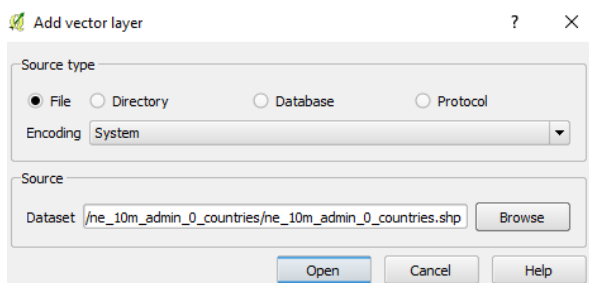 Add vector layer ?
Source type
File Directory Database Protocol
Encoding System
Source
Dataset /ne_10m_admin_0_countries/ne_10m_admin_0_countries.shp Browse
Open Cancel Help